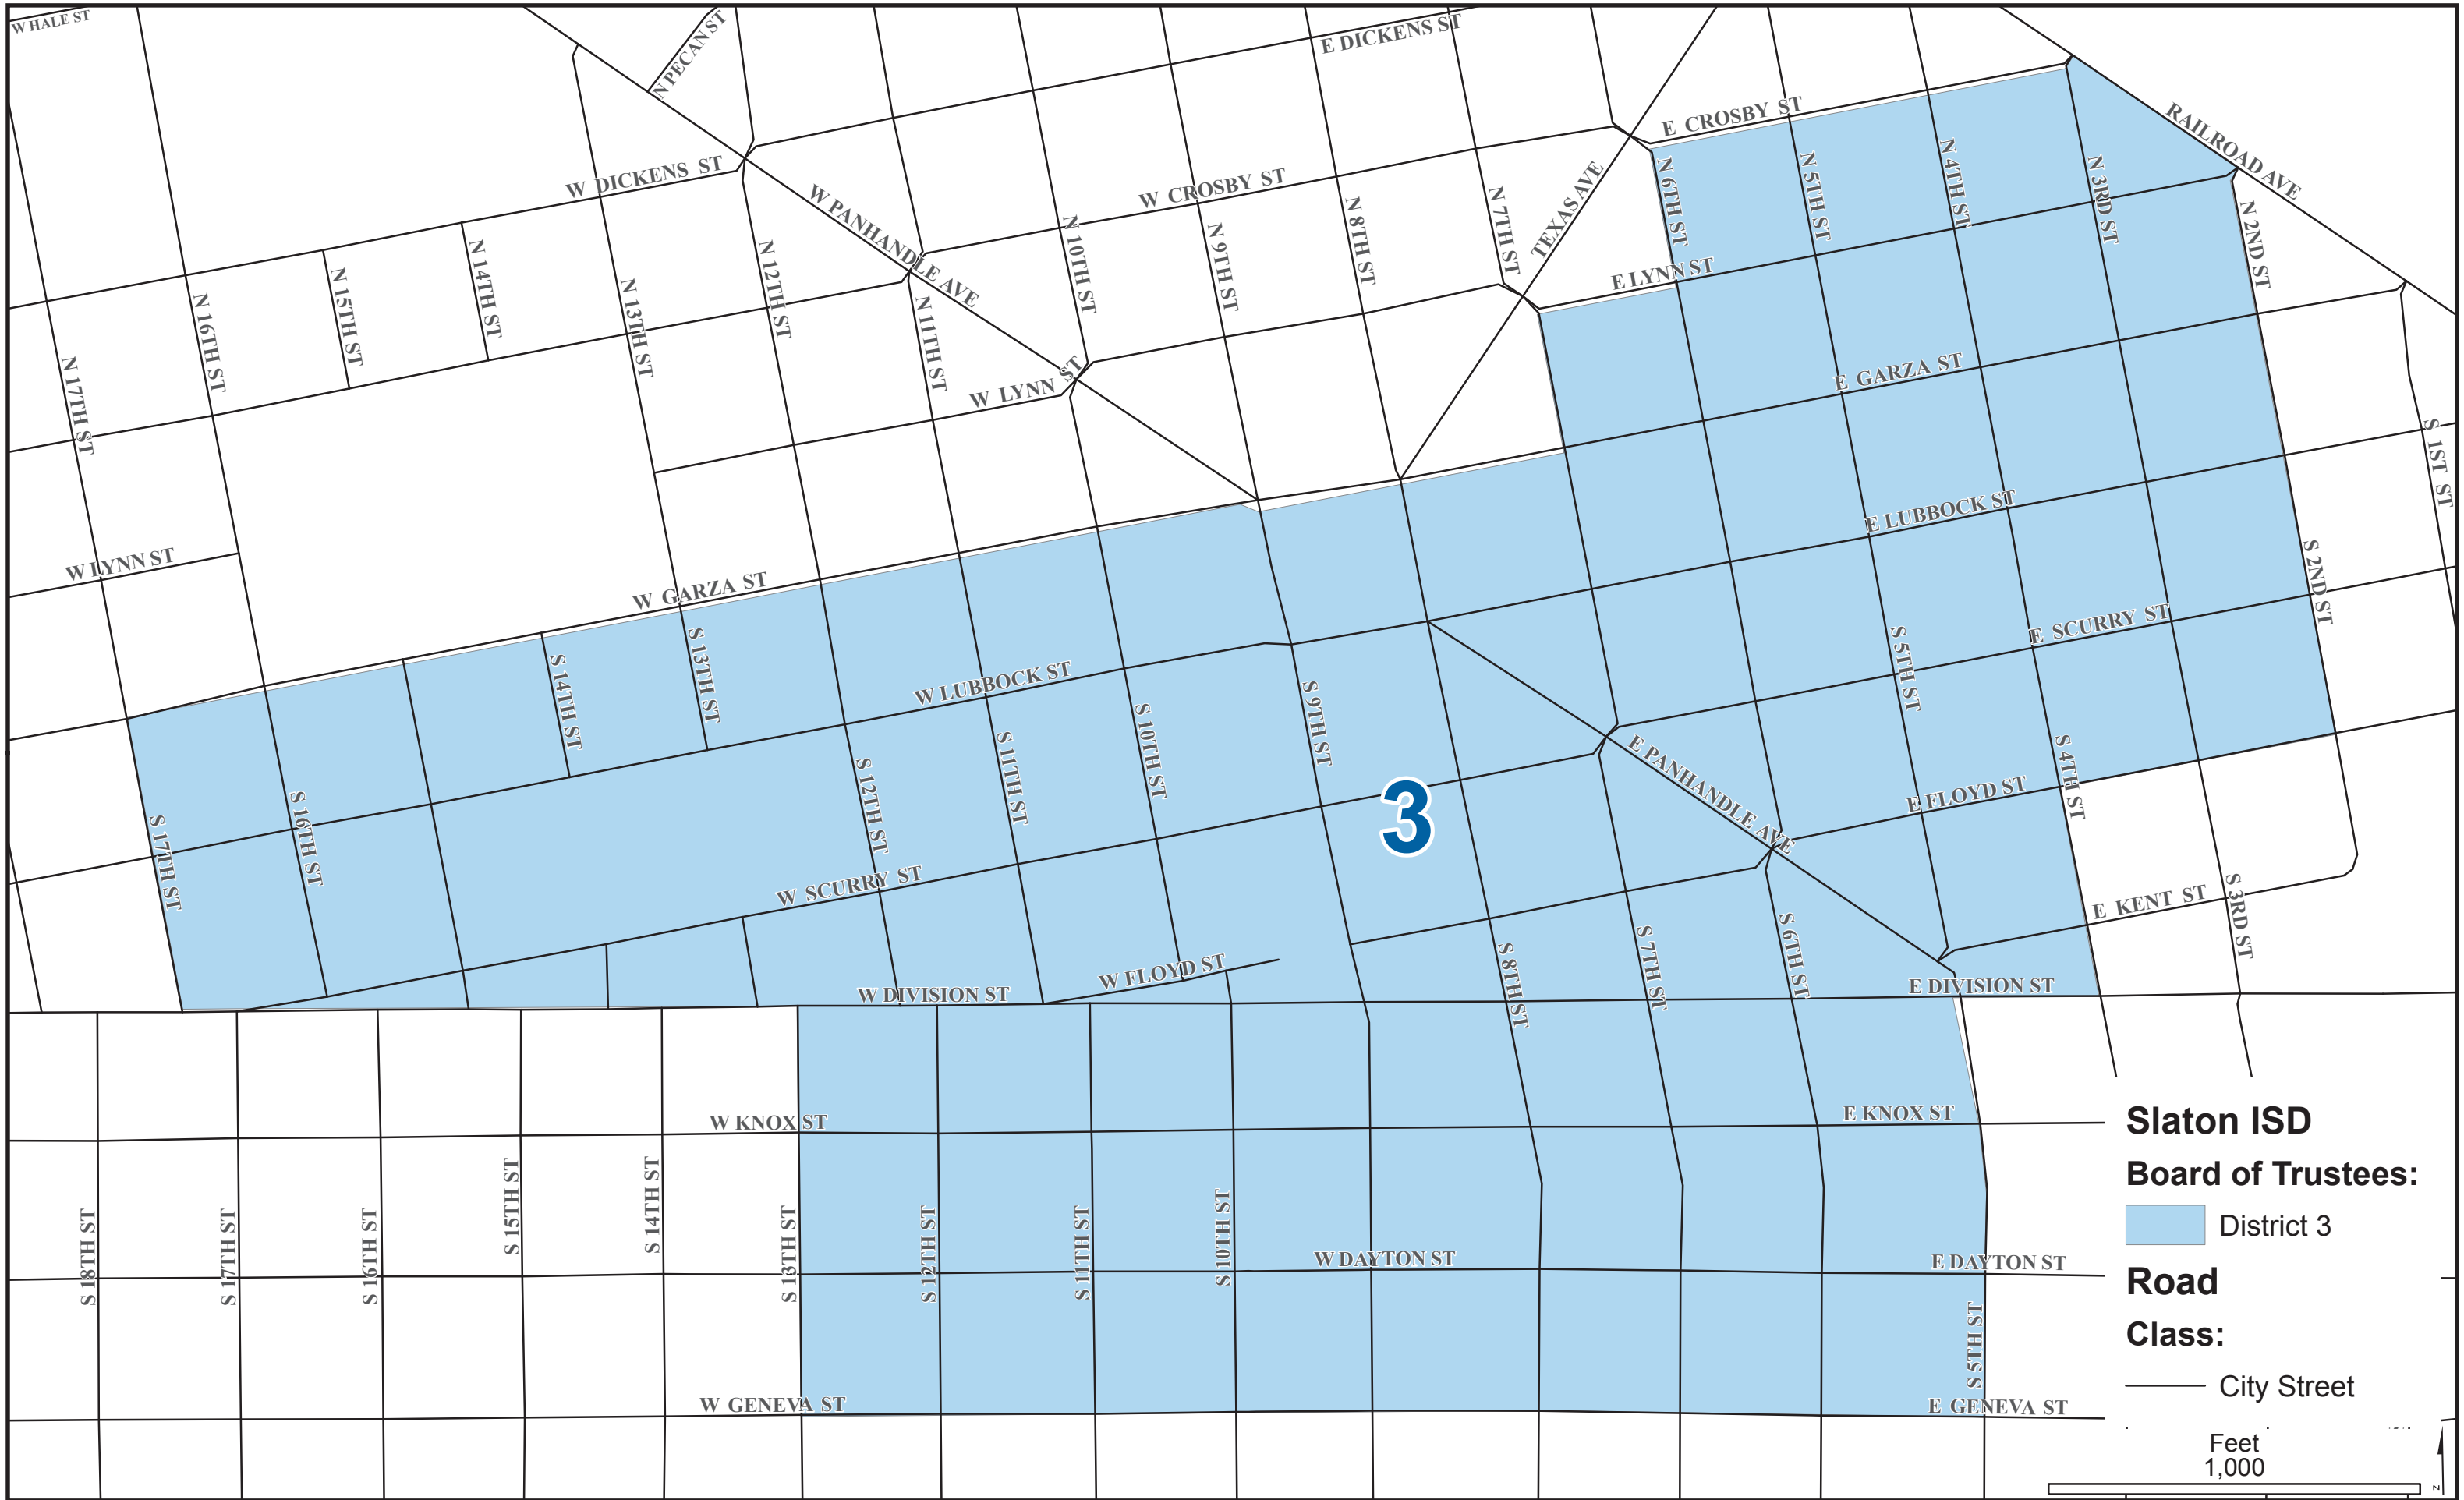 W HALE ST
N PECAN ST
E DICKENS ST
W DICKENS ST
E CROSBY ST
RAILROAD AVE
W CROSBY ST
W PANHANDLE AVE
TEXAS AVE
N 6TH ST
N 5TH ST
N 4TH ST
N 3RD ST
N 2ND ST
N 7TH ST
N 8TH ST
N 9TH ST
N 10TH ST
N 11TH ST
N 12TH ST
N 13TH ST
N 14TH ST
N 15TH ST
N 16TH ST
N 17TH ST
E LYNN ST
W LYNN ST
E GARZA ST
S 1ST ST
E LUBBOCK ST
W LYNN ST
W GARZA ST
S 2ND ST
E SCURRY ST
S 5TH ST
S 13TH ST
S 14TH ST
W LUBBOCK ST
S 9TH ST
S 10TH ST
S 11TH ST
S 12TH ST
S 16TH ST
S 17TH ST
3
E PANHANDLE AVE
S 4TH ST
E FLOYD ST
W SCURRY ST
E KENT ST
S 3RD ST
S 6TH ST
S 7TH ST
S 8TH ST
W FLOYD ST
W DIVISION ST
E DIVISION ST
W KNOX ST
E KNOX ST
S 18TH ST
S 17TH ST
S 16TH ST
S 15TH ST
S 14TH ST
S 13TH ST
S 12TH ST
S 11TH ST
S 10TH ST
W DAYTON ST
E DAYTON ST
S 5TH ST
W GENEVA ST
E GENEVA ST
Slaton ISD
Board of Trustees:
District 3
Road
Class:
City Street
Feet
1,000
N